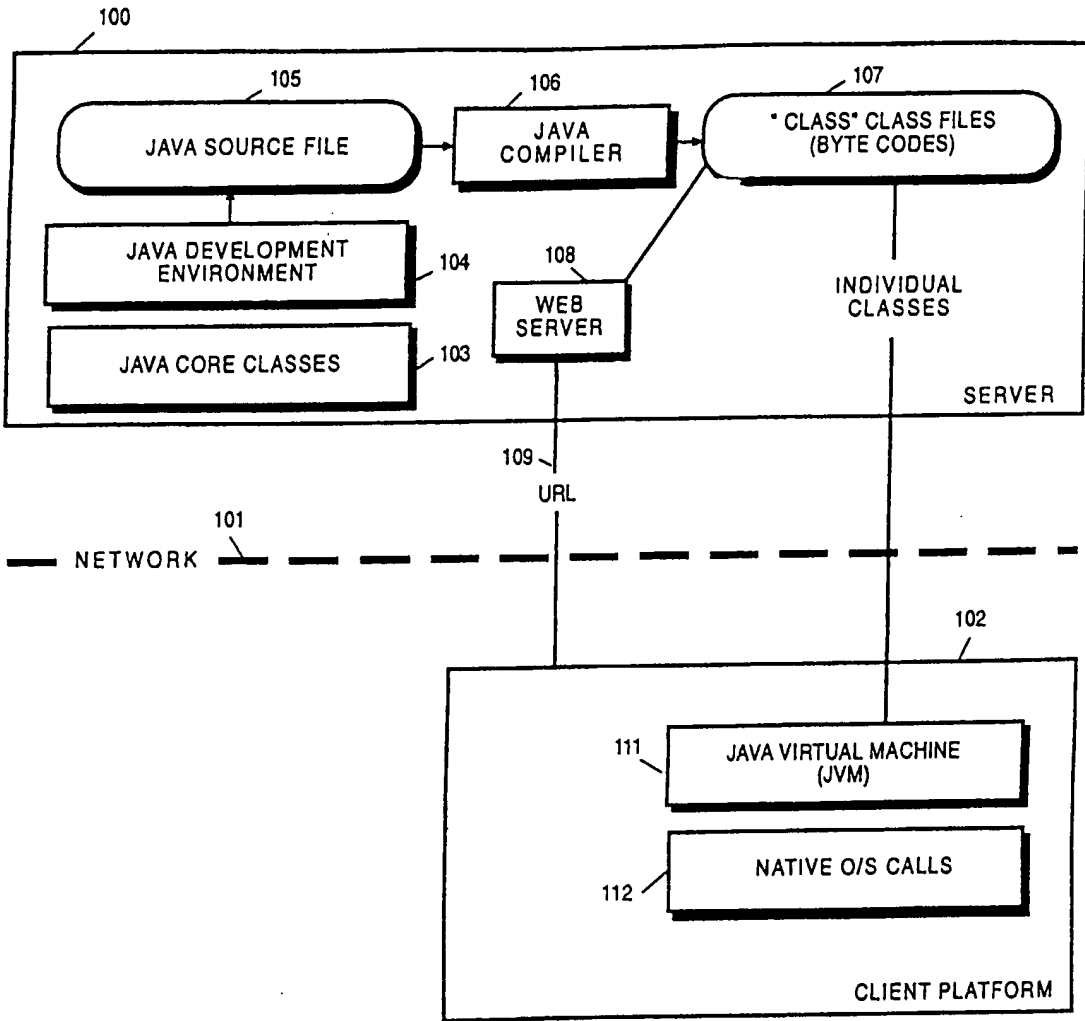 100
105
JAVA SOURCE FILE
106
JAVA
COMPILER
107
" CLASS" CLASS FILES
(BYTE CODES)
JAVA DEVELOPMENT
ENVIRONMENT
104
108
WEB
SERVER
INDIVIDUAL
CLASSES
JAVA CORE CLASSES
103
SERVER
109
URL
101
NETWORK
102
111
JAVA VIRTUAL MACHINE
(JVM)
NATIVE O/S CALLS
112
CLIENT PLATFORM